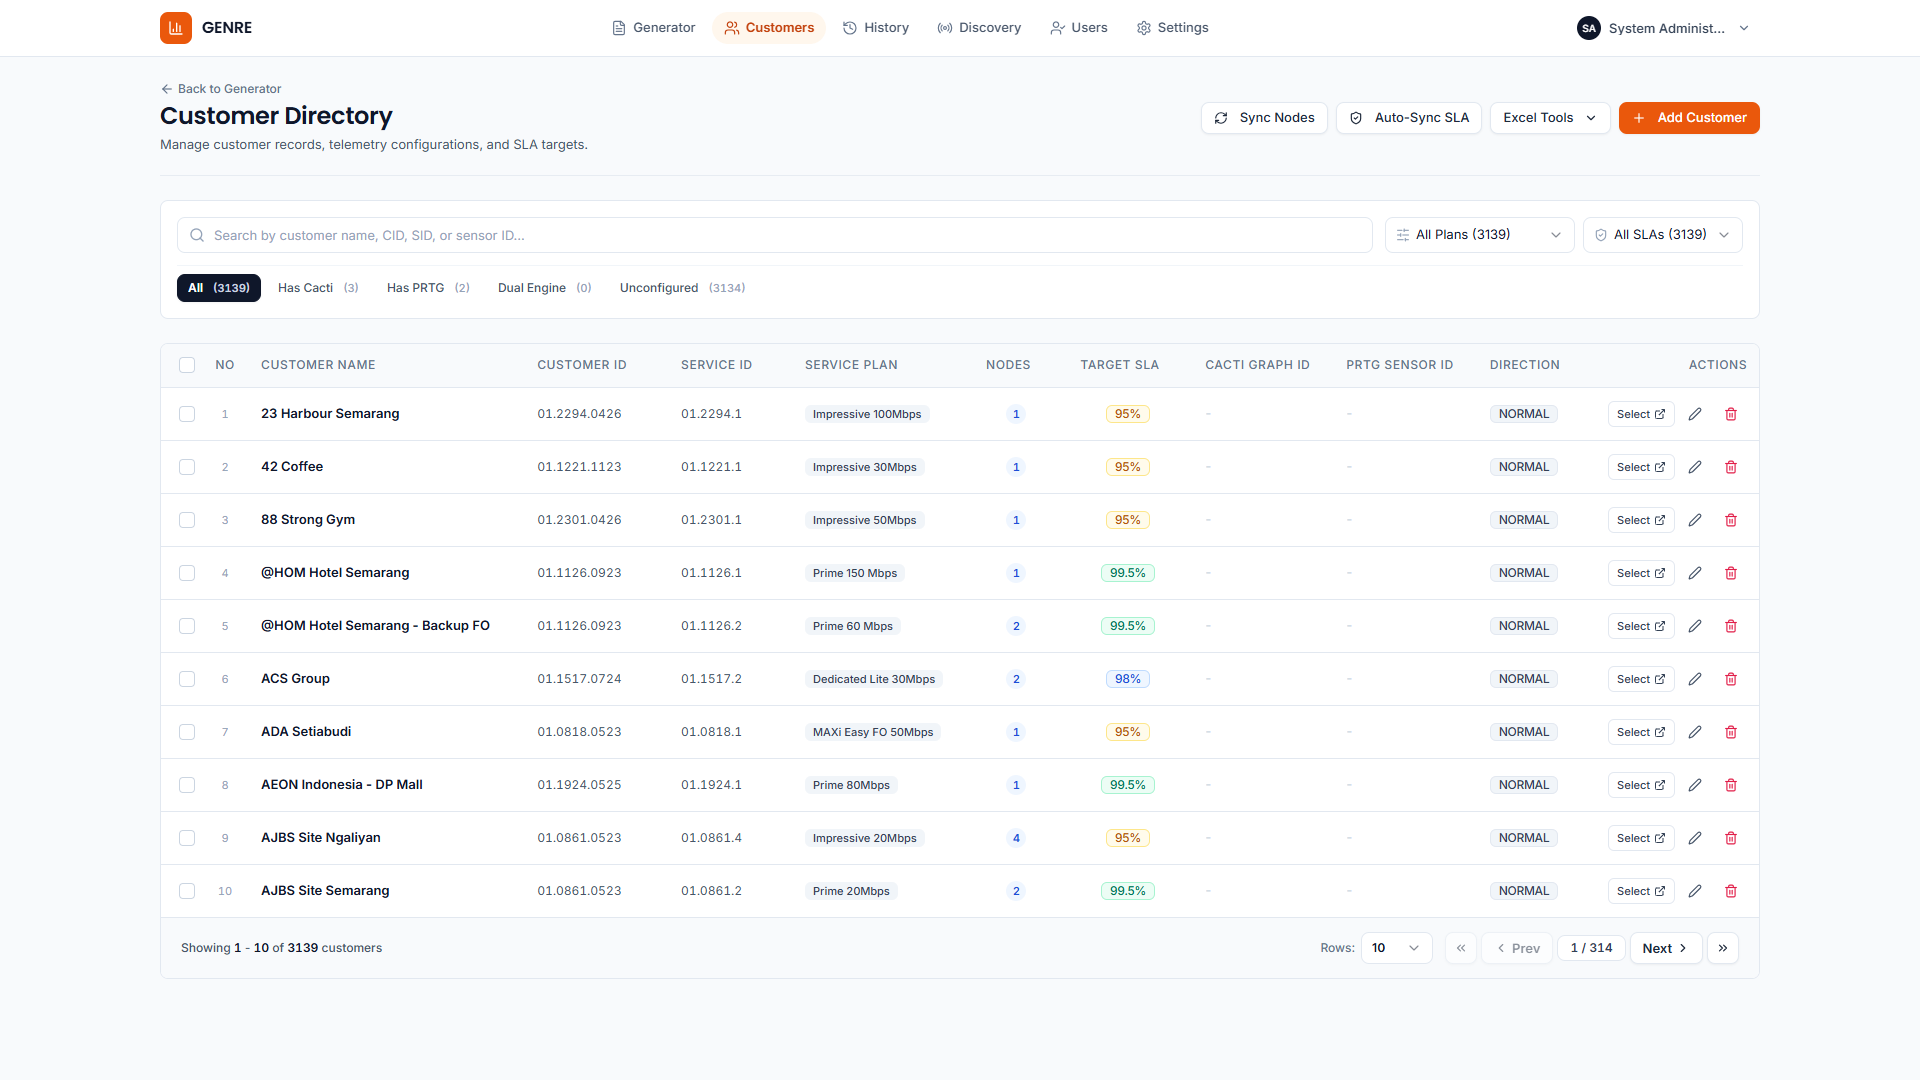 GENRE
Generator Customers History Discovery Users Settings
SA System Administ...
Back to Generator
Customer Directory
Manage customer records, telemetry configurations, and SLA targets.
Sync Nodes Auto-Sync SLA Excel Tools Add Customer
Search by customer name, CID, SID, or sensor ID...
All Plans (3139) All SLAs (3139)
All (3139) Has Cacti (3) Has PRTG (2) Dual Engine (0) Unconfigured (3134)
NO CUSTOMER NAME CUSTOMER ID SERVICE ID SERVICE PLAN NODES TARGET SLA CACTI GRAPH ID PRTG SENSOR ID DIRECTION ACTIONS
1 23 Harbour Semarang 01.2294.0426 01.2294.1 Impressive 100Mbps 1 95% - - NORMAL Select
2 42 Coffee 01.1221.1123 01.1221.1 Impressive 30Mbps 1 95% - - NORMAL Select
3 88 Strong Gym 01.2301.0426 01.2301.1 Impressive 50Mbps 1 95% - - NORMAL Select
4 @HOM Hotel Semarang 01.1126.0923 01.1126.1 Prime 150 Mbps 1 99.5% - - NORMAL Select
5 @HOM Hotel Semarang - Backup FO 01.1126.0923 01.1126.2 Prime 60 Mbps 2 99.5% - - NORMAL Select
6 ACS Group 01.1517.0724 01.1517.2 Dedicated Lite 30Mbps 2 98% - - NORMAL Select
7 ADA Setiabudi 01.0818.0523 01.0818.1 MAXi Easy FO 50Mbps 1 95% - - NORMAL Select
8 AEON Indonesia - DP Mall 01.1924.0525 01.1924.1 Prime 80Mbps 1 99.5% - - NORMAL Select
9 AJBS Site Ngaliyan 01.0861.0523 01.0861.4 Impressive 20Mbps 4 95% - - NORMAL Select
10 AJBS Site Semarang 01.0861.0523 01.0861.2 Prime 20Mbps 2 99.5% - - NORMAL Select
Showing 1 - 10 of 3139 customers
Rows: 10 « Prev 1 / 314 Next »